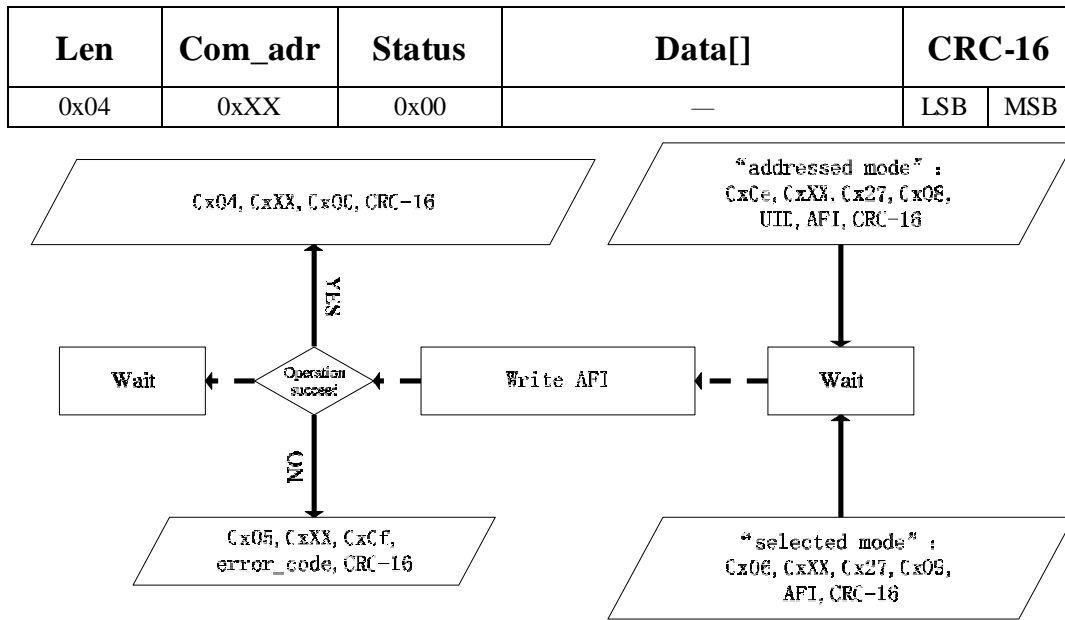 Len Com_adr Status Data[] CRC-16
0x04 0xXX 0x00 — LSB MSB
0x04, 0xXX, 0x00, CRC-16
"addressed mode" :
0x0e, 0xXX, 0x27, 0x08,
UID, AFI, CRC-16
YES
Wait
Operation
succeed
Write AFI
Wait
NO
0x05, 0xXX, 0x0f,
error_code, CRC-16
"selected mode" :
0x06, 0xXX, 0x27, 0x09,
AFI, CRC-16